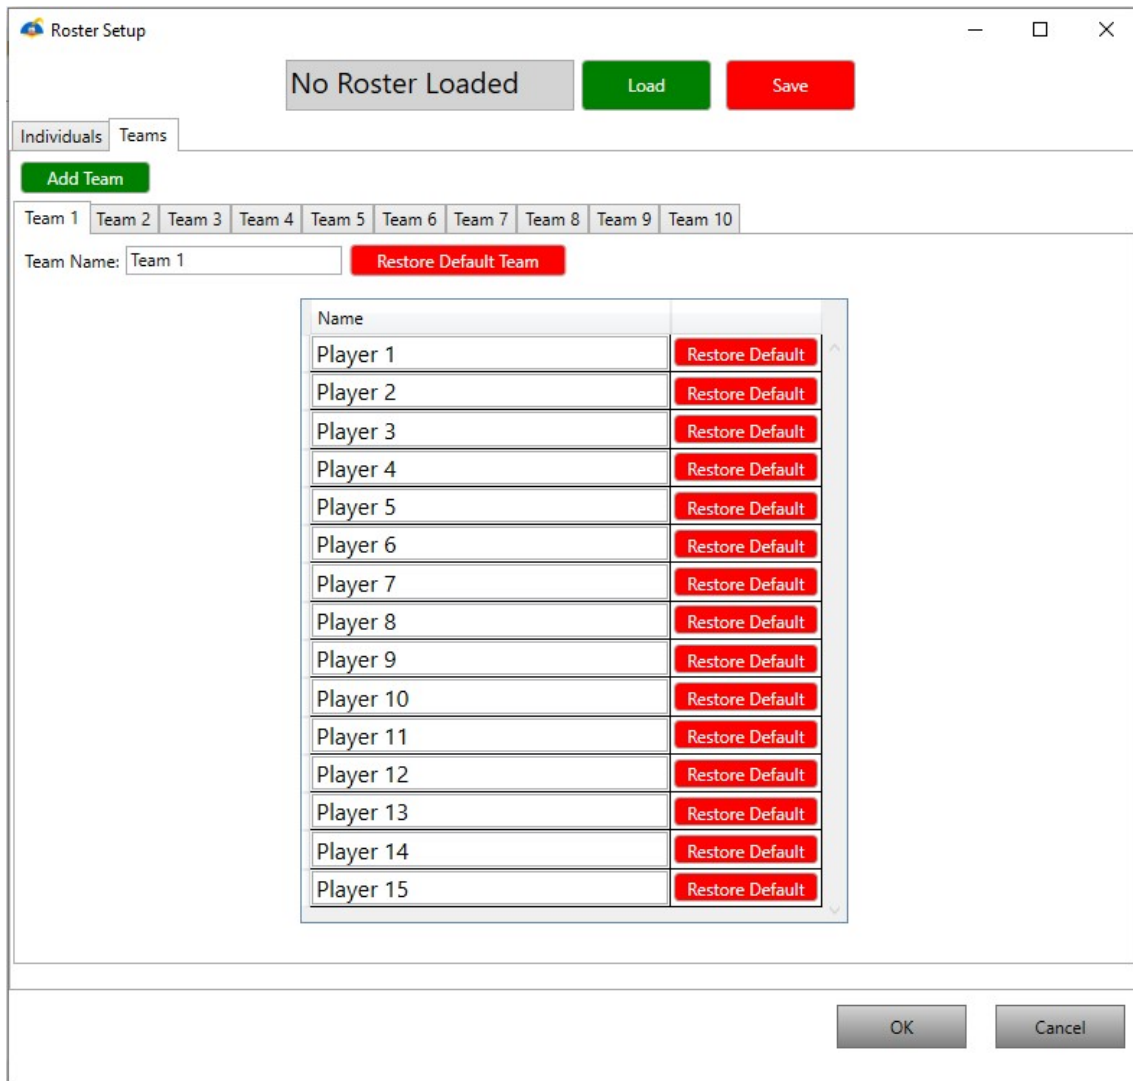 Roster Setup
No Roster Loaded Load Save
Individuals Teams
Add Team
Team 1 Team 2 Team 3 Team 4 Team 5 Team 6 Team 7 Team 8 Team 9 Team 10
Team Name: Team 1 Restore Default Team
Name
Player 1 Restore Default
Player 2 Restore Default
Player 3 Restore Default
Player 4 Restore Default
Player 5 Restore Default
Player 6 Restore Default
Player 7 Restore Default
Player 8 Restore Default
Player 9 Restore Default
Player 10 Restore Default
Player 11 Restore Default
Player 12 Restore Default
Player 13 Restore Default
Player 14 Restore Default
Player 15 Restore Default
OK Cancel